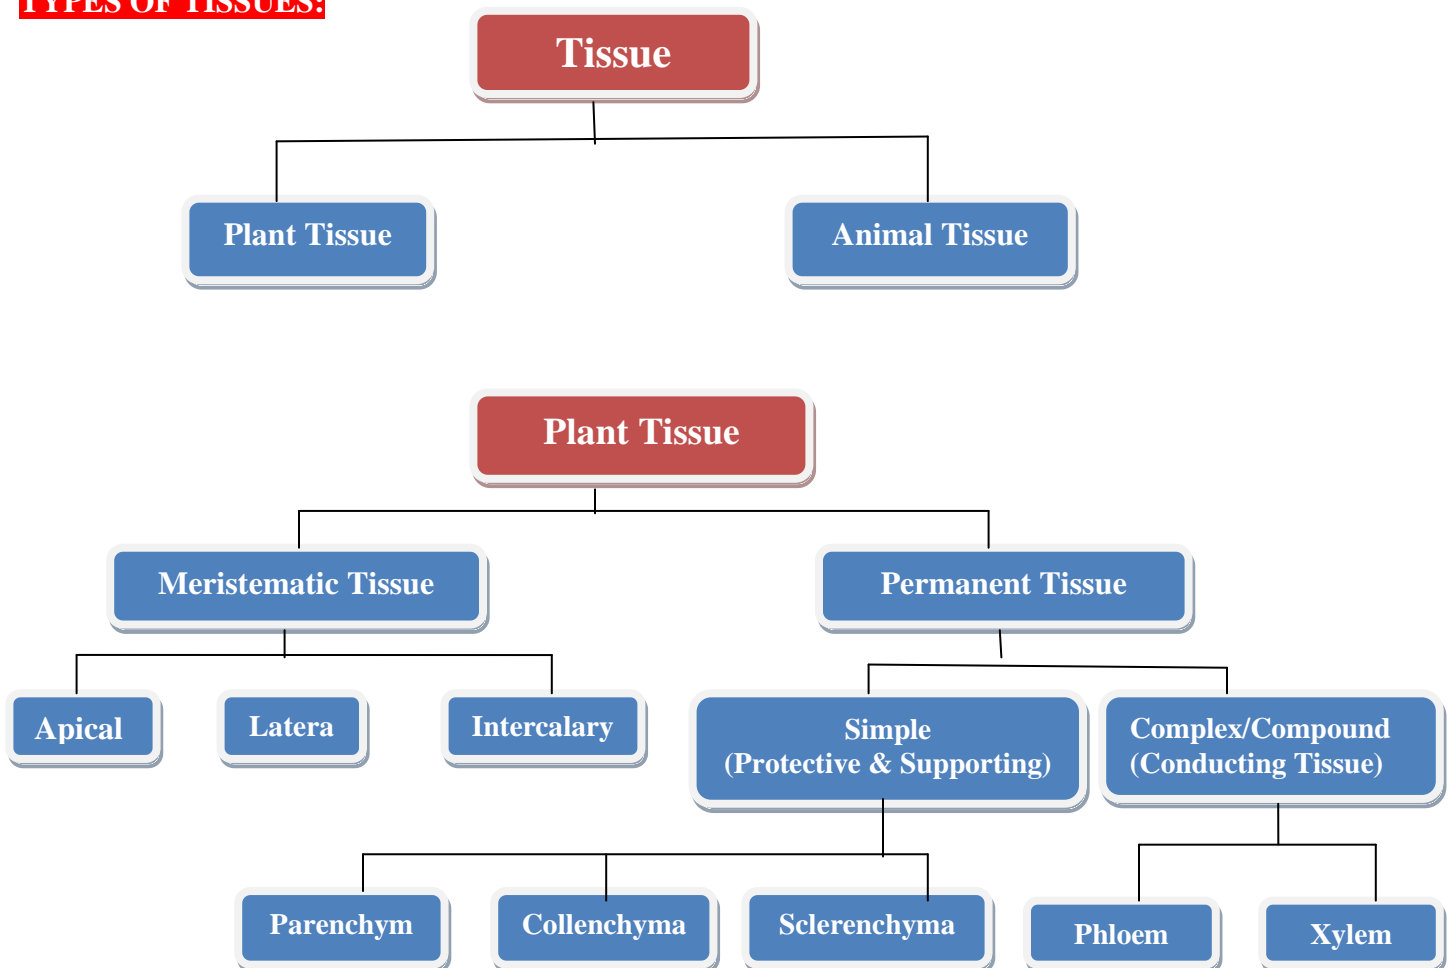 TYPES OF TISSUES:
Tissue
Plant Tissue
Animal Tissue
Plant Tissue
Meristematic Tissue
Permanent Tissue
Apical
Latera
Intercalary
Simple
(Protective & Supporting)
Complex/Compound
(Conducting Tissue)
Parenchym
Collenchyma
Sclerenchyma
Phloem
Xylem